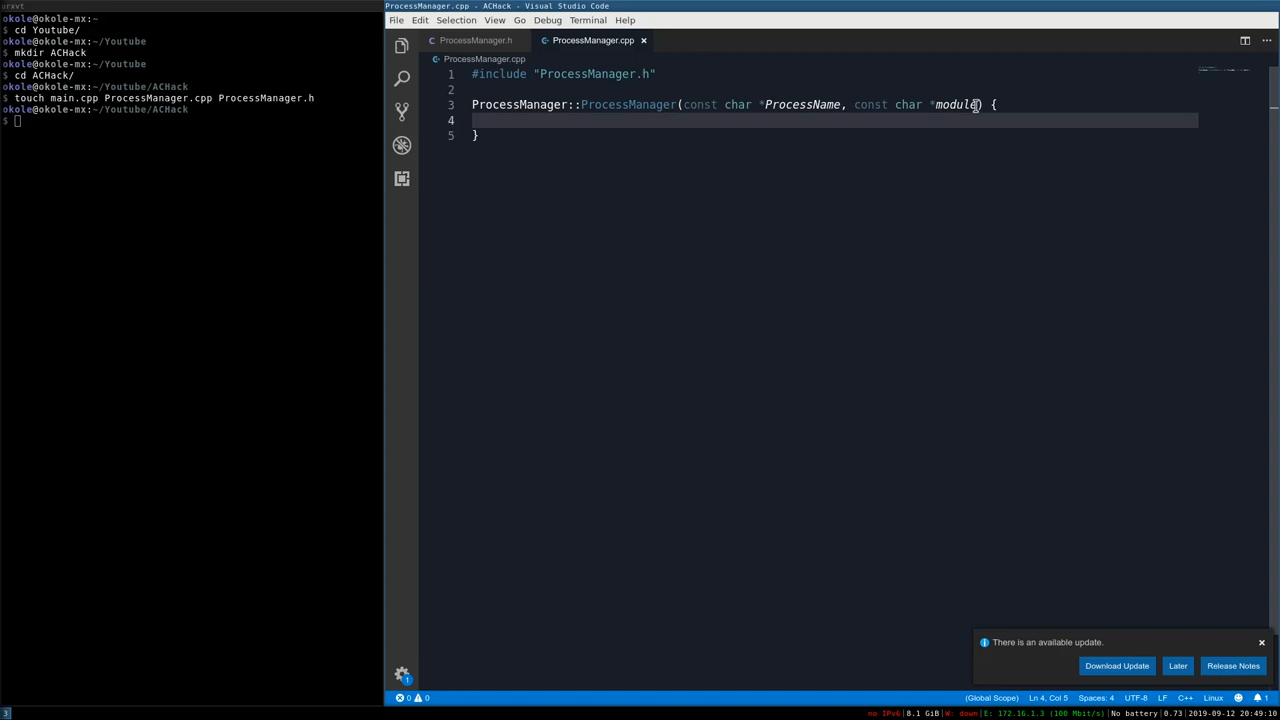 urxvt
okole@okole-mx:~
$ cd Youtube/
okole@okole-mx:~/Youtube
$ mkdir ACHack
okole@okole-mx:~/Youtube
$ cd ACHack/
okole@okole-mx:~/Youtube/ACHack
$ touch main.cpp ProcessManager.cpp ProcessManager.h
okole@okole-mx:~/Youtube/ACHack
$
ProcessManager.cpp - ACHack - Visual Studio Code
File Edit Selection View Go Debug Terminal Help
ProcessManager.h ProcessManager.cpp
ProcessManager.cpp
1 #include "ProcessManager.h"
2
3 ProcessManager::ProcessManager(const char *ProcessName, const char *module) {
4
5 }
There is an available update.
Download Update Later Release Notes
1
0 0 (Global Scope) Ln 4, Col 5 Spaces: 4 UTF-8 LF C++ Linux 1
3 no IPv6|8.1 GiB|W: down|E: 172.16.1.3 (100 Mbit/s)|No battery|0.73|2019-09-12 20:49:10